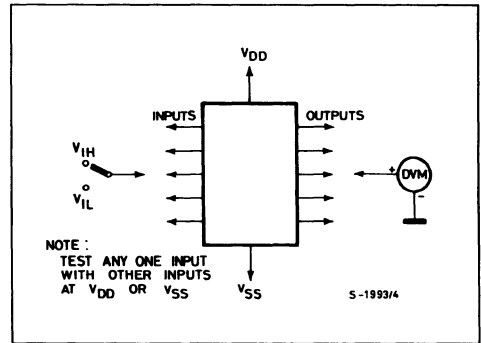 VDD
INPUTS
OUTPUTS
VIH
VIL
+
DVM
-
NOTE :
TEST ANY ONE INPUT
WITH OTHER INPUTS
AT VDD OR VSS
VSS
S-1993/4